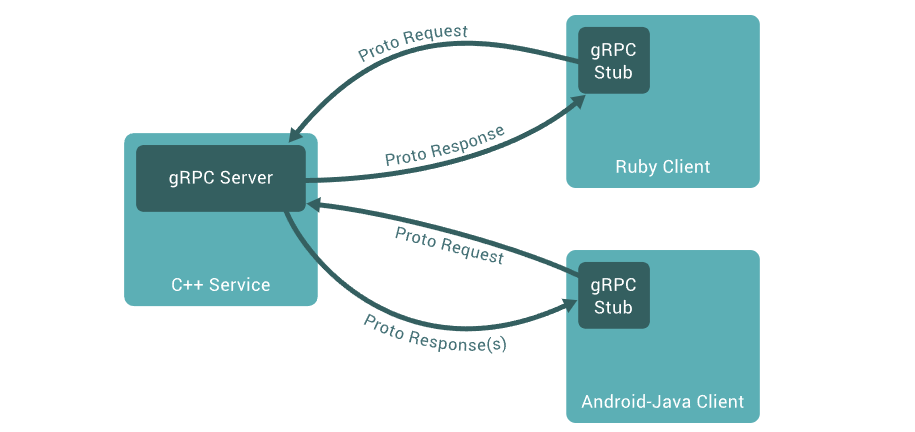 Proto Request
gRPC
Stub
Proto Response
Ruby Client
gRPC Server
C++ Service
Proto Request
gRPC
Stub
Proto Response(s)
Android-Java Client